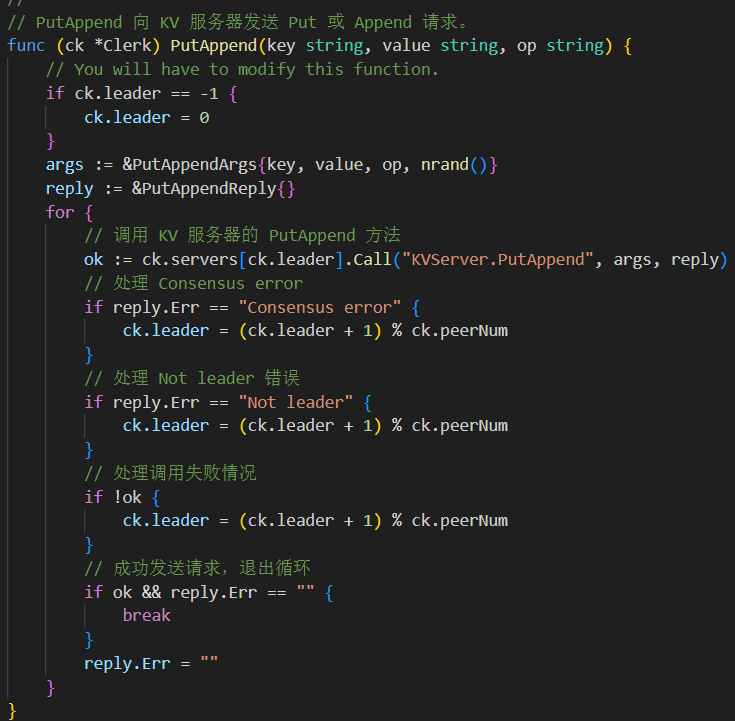 //
// PutAppend 向 KV 服务器发送 Put 或 Append 请求。
func (ck *Clerk) PutAppend(key string, value string, op string) {
    // You will have to modify this function.
    if ck.leader == -1 {
        ck.leader = 0
    }
    args := &PutAppendArgs{key, value, op, nrand()}
    reply := &PutAppendReply{}
    for {
        // 调用 KV 服务器的 PutAppend 方法
        ok := ck.servers[ck.leader].Call("KVServer.PutAppend", args, reply)
        // 处理 Consensus error
        if reply.Err == "Consensus error" {
            ck.leader = (ck.leader + 1) % ck.peerNum
        }
        // 处理 Not leader 错误
        if reply.Err == "Not leader" {
            ck.leader = (ck.leader + 1) % ck.peerNum
        }
        // 处理调用失败情况
        if !ok {
            ck.leader = (ck.leader + 1) % ck.peerNum
        }
        // 成功发送请求，退出循环
        if ok && reply.Err == "" {
            break
        }
        reply.Err = ""
    }
}